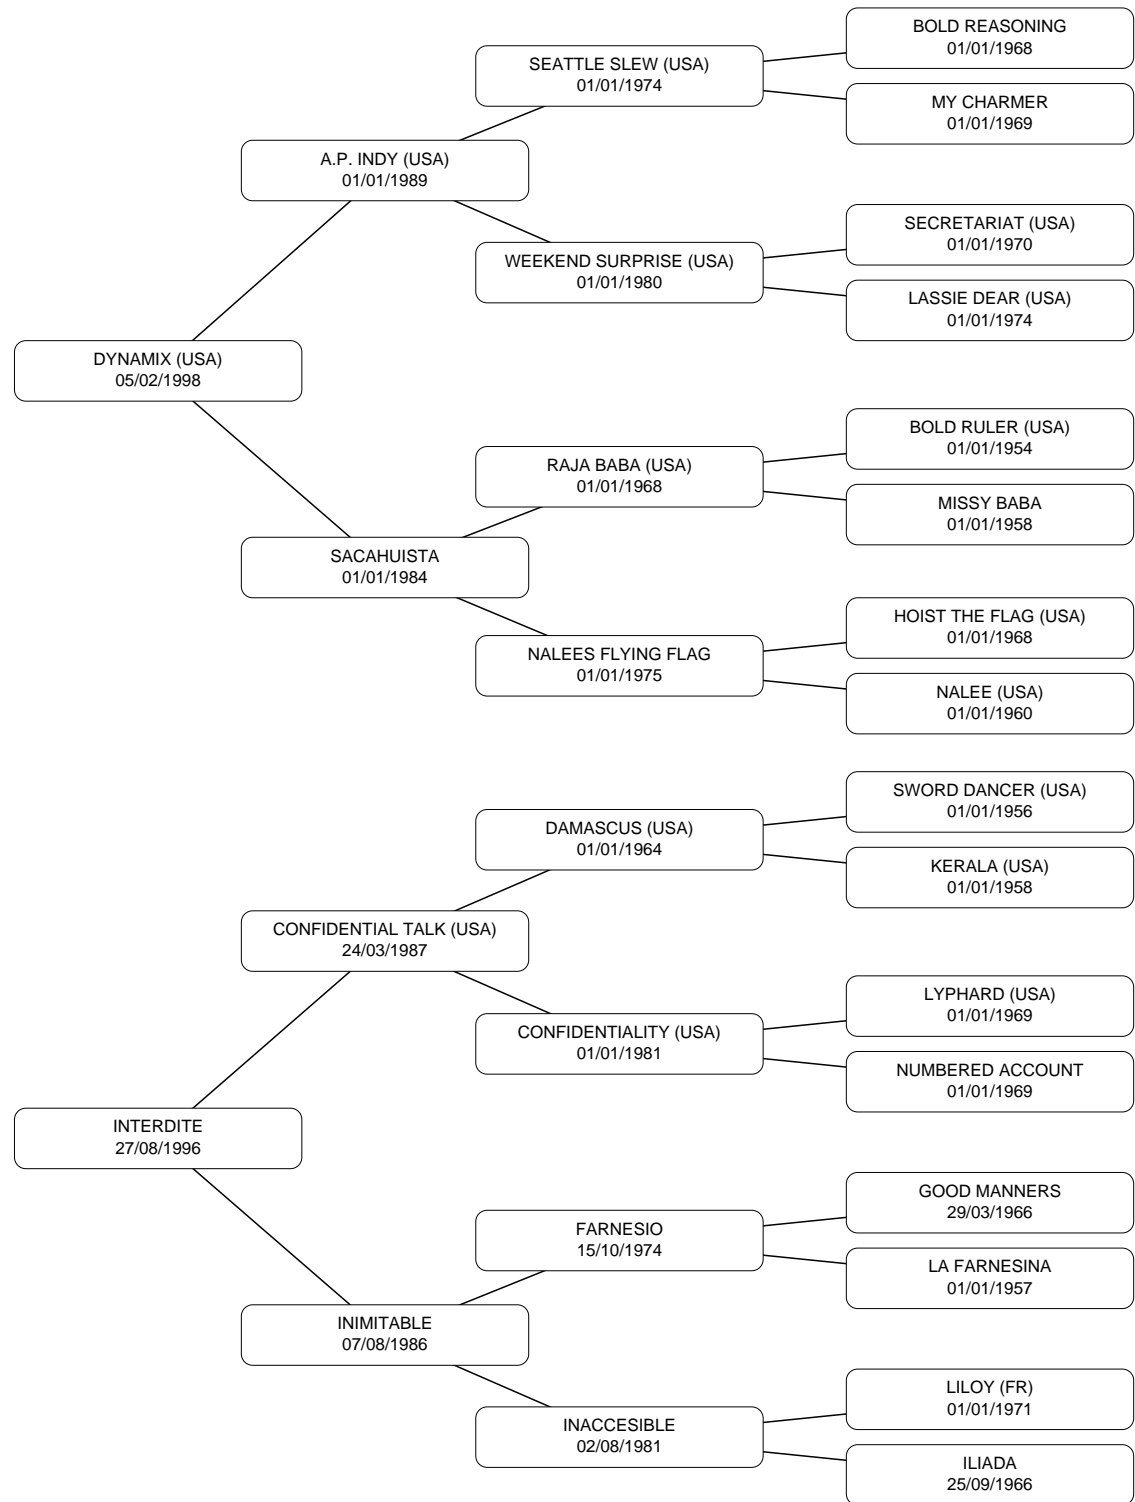 BOLD REASONING
01/01/1968
SEATTLE SLEW (USA)
01/01/1974
MY CHARMER
01/01/1969
A.P. INDY (USA)
01/01/1989
SECRETARIAT (USA)
01/01/1970
WEEKEND SURPRISE (USA)
01/01/1980
LASSIE DEAR (USA)
01/01/1974
DYNAMIX (USA)
05/02/1998
BOLD RULER (USA)
01/01/1954
RAJA BABA (USA)
01/01/1968
MISSY BABA
01/01/1958
SACAHUISTA
01/01/1984
HOIST THE FLAG (USA)
01/01/1968
NALEES FLYING FLAG
01/01/1975
NALEE (USA)
01/01/1960
SWORD DANCER (USA)
01/01/1956
DAMASCUS (USA)
01/01/1964
KERALA (USA)
01/01/1958
CONFIDENTIAL TALK (USA)
24/03/1987
LYPHARD (USA)
01/01/1969
CONFIDENTIALITY (USA)
01/01/1981
NUMBERED ACCOUNT
01/01/1969
INTERDITE
27/08/1996
GOOD MANNERS
29/03/1966
FARNESIO
15/10/1974
LA FARNESINA
01/01/1957
INIMITABLE
07/08/1986
LILOY (FR)
01/01/1971
INACCESIBLE
02/08/1981
ILIADA
25/09/1966